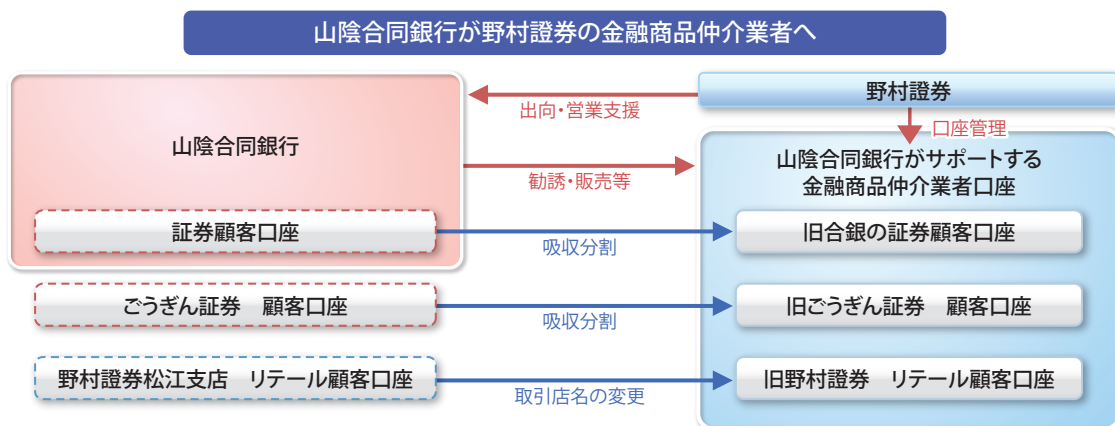 山陰合同銀行が野村證券の金融商品仲介業者へ
野村證券
出向・営業支援
口座管理
山陰合同銀行
山陰合同銀行がサポートする
金融商品仲介業者口座
勧誘・販売等
証券顧客口座
吸収分割
旧合銀の証券顧客口座
ごうぎん証券　顧客口座
吸収分割
旧ごうぎん証券　顧客口座
野村證券松江支店　リテール顧客口座
取引店名の変更
旧野村證券　リテール顧客口座